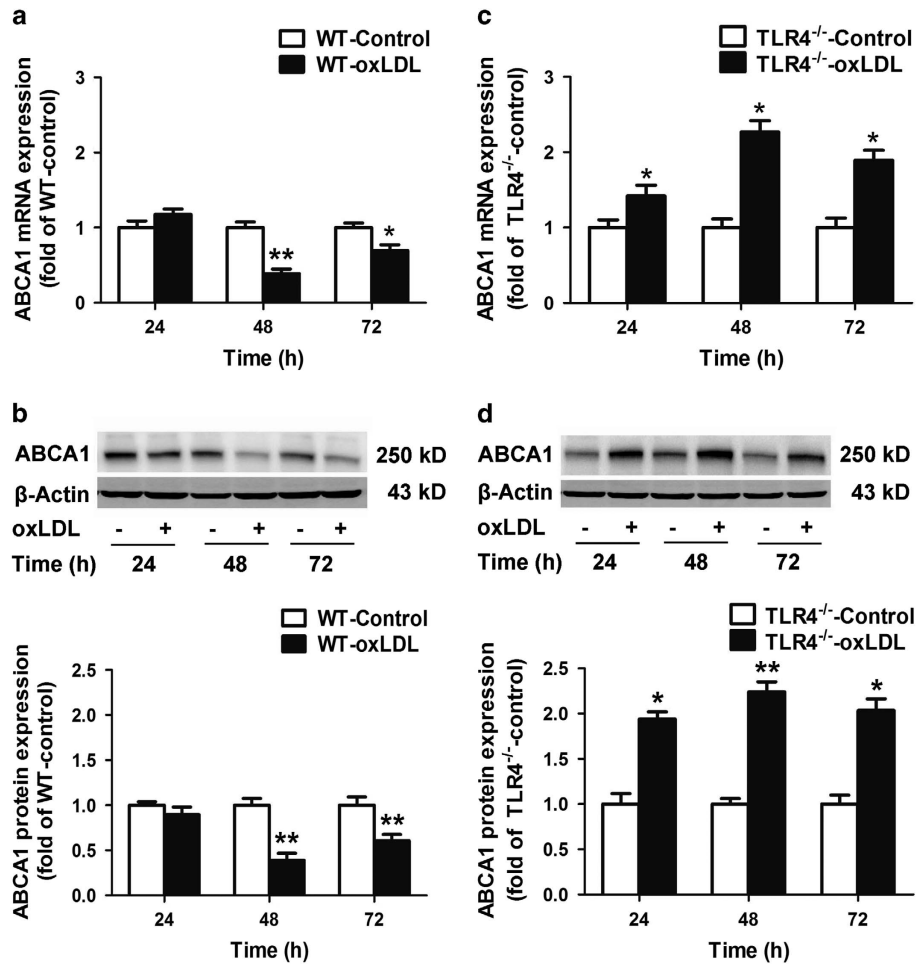 a
WT-Control
WT-oxLDL
ABCA1 mRNA expression
(fold of WT-control)
3
2
1
0
**
*
24 48 72
Time (h)
c
TLR4-/--Control
TLR4-/--oxLDL
ABCA1 mRNA expression
(fold of TLR4-/--control)
3
2
1
0
*
*
*
24 48 72
Time (h)
b
ABCA1 250 kD
β-Actin 43 kD
oxLDL - + - + - +
Time (h) 24 48 72
WT-Control
WT-oxLDL
ABCA1 protein expression
(fold of WT-control)
2.5
2.0
1.5
1.0
0.5
0.0
**
**
24 48 72
Time (h)
d
ABCA1 250 kD
β-Actin 43 kD
oxLDL - + - + - +
Time (h) 24 48 72
TLR4-/--Control
TLR4-/--oxLDL
ABCA1 protein expression
(fold of TLR4-/--control)
2.5
2.0
1.5
1.0
0.5
0.0
*
**
*
24 48 72
Time (h)